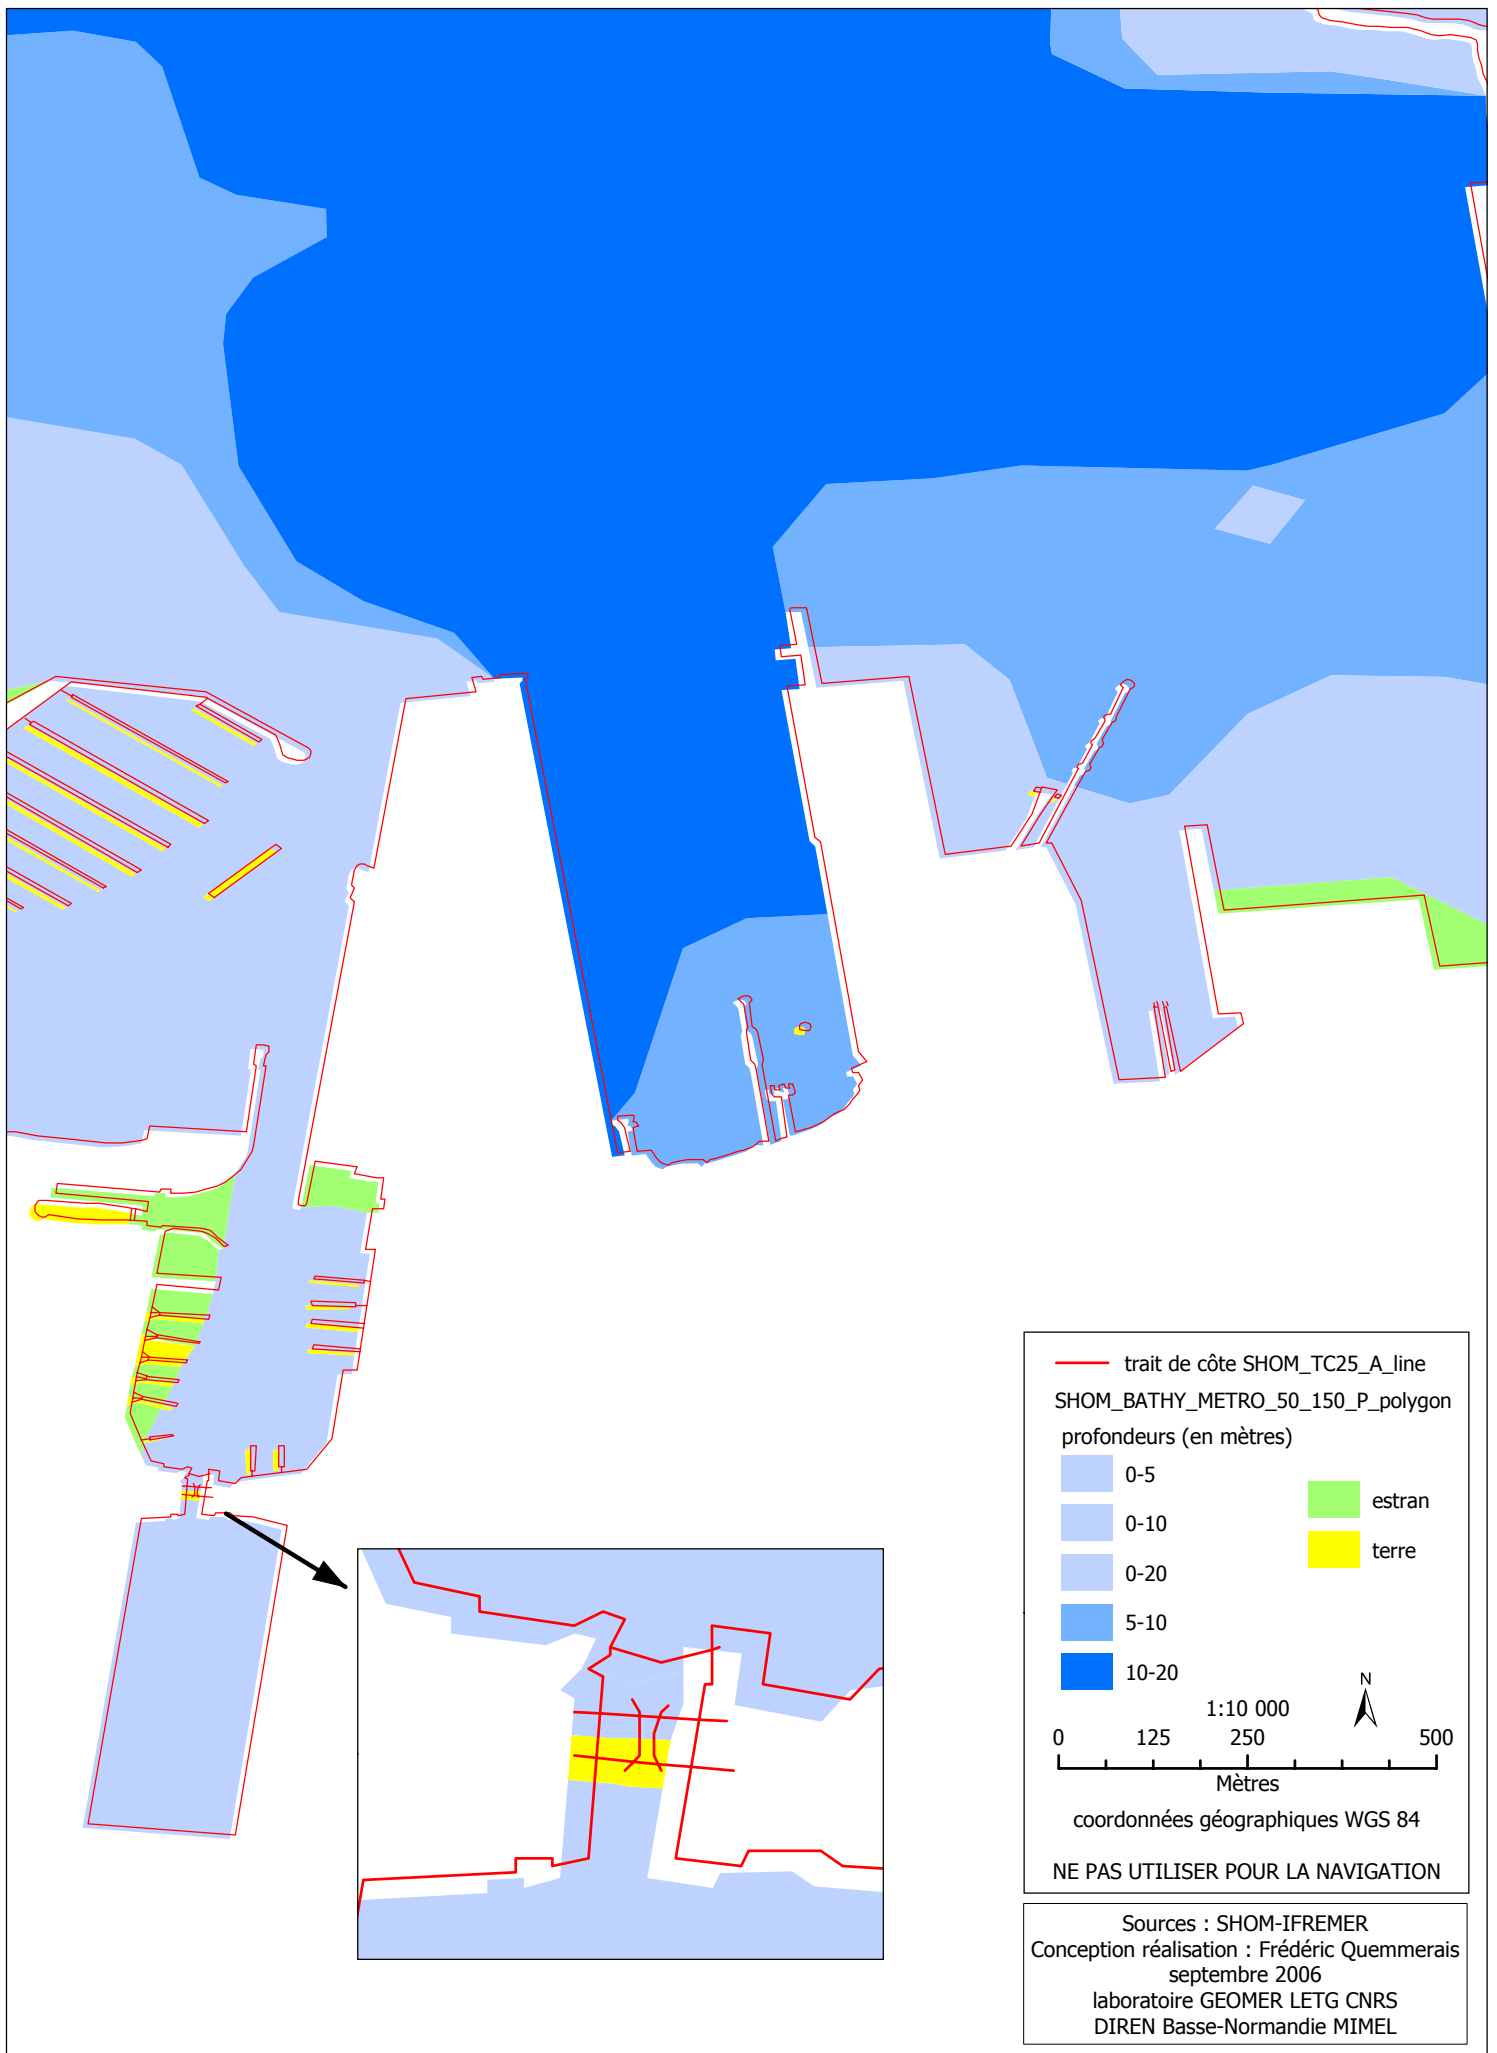 trait de côte SHOM_TC25_A_line
SHOM_BATHY_METRO_50_150_P_polygon
profondeurs (en mètres)
0-5
0-10
0-20
5-10
10-20
estran
terre
N
1:10 000
0 125 250 500
Mètres
coordonnées géographiques WGS 84
NE PAS UTILISER POUR LA NAVIGATION
Sources : SHOM-IFREMER
Conception réalisation : Frédéric Quemmerais
septembre 2006
laboratoire GEOMER LETG CNRS
DIREN Basse-Normandie MIMEL